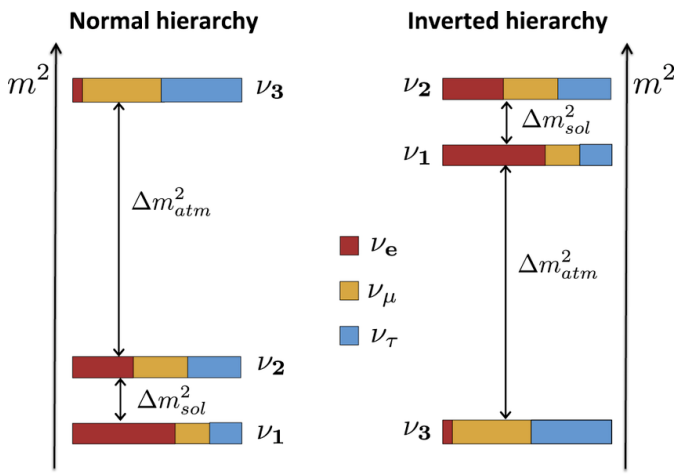 Normal hierarchy
Inverted hierarchy
m²
ν₃
Δm²atm
ν₂
Δm²sol
ν₁
νe
νμ
ντ
ν₂
m²
Δm²sol
ν₁
Δm²atm
ν₃